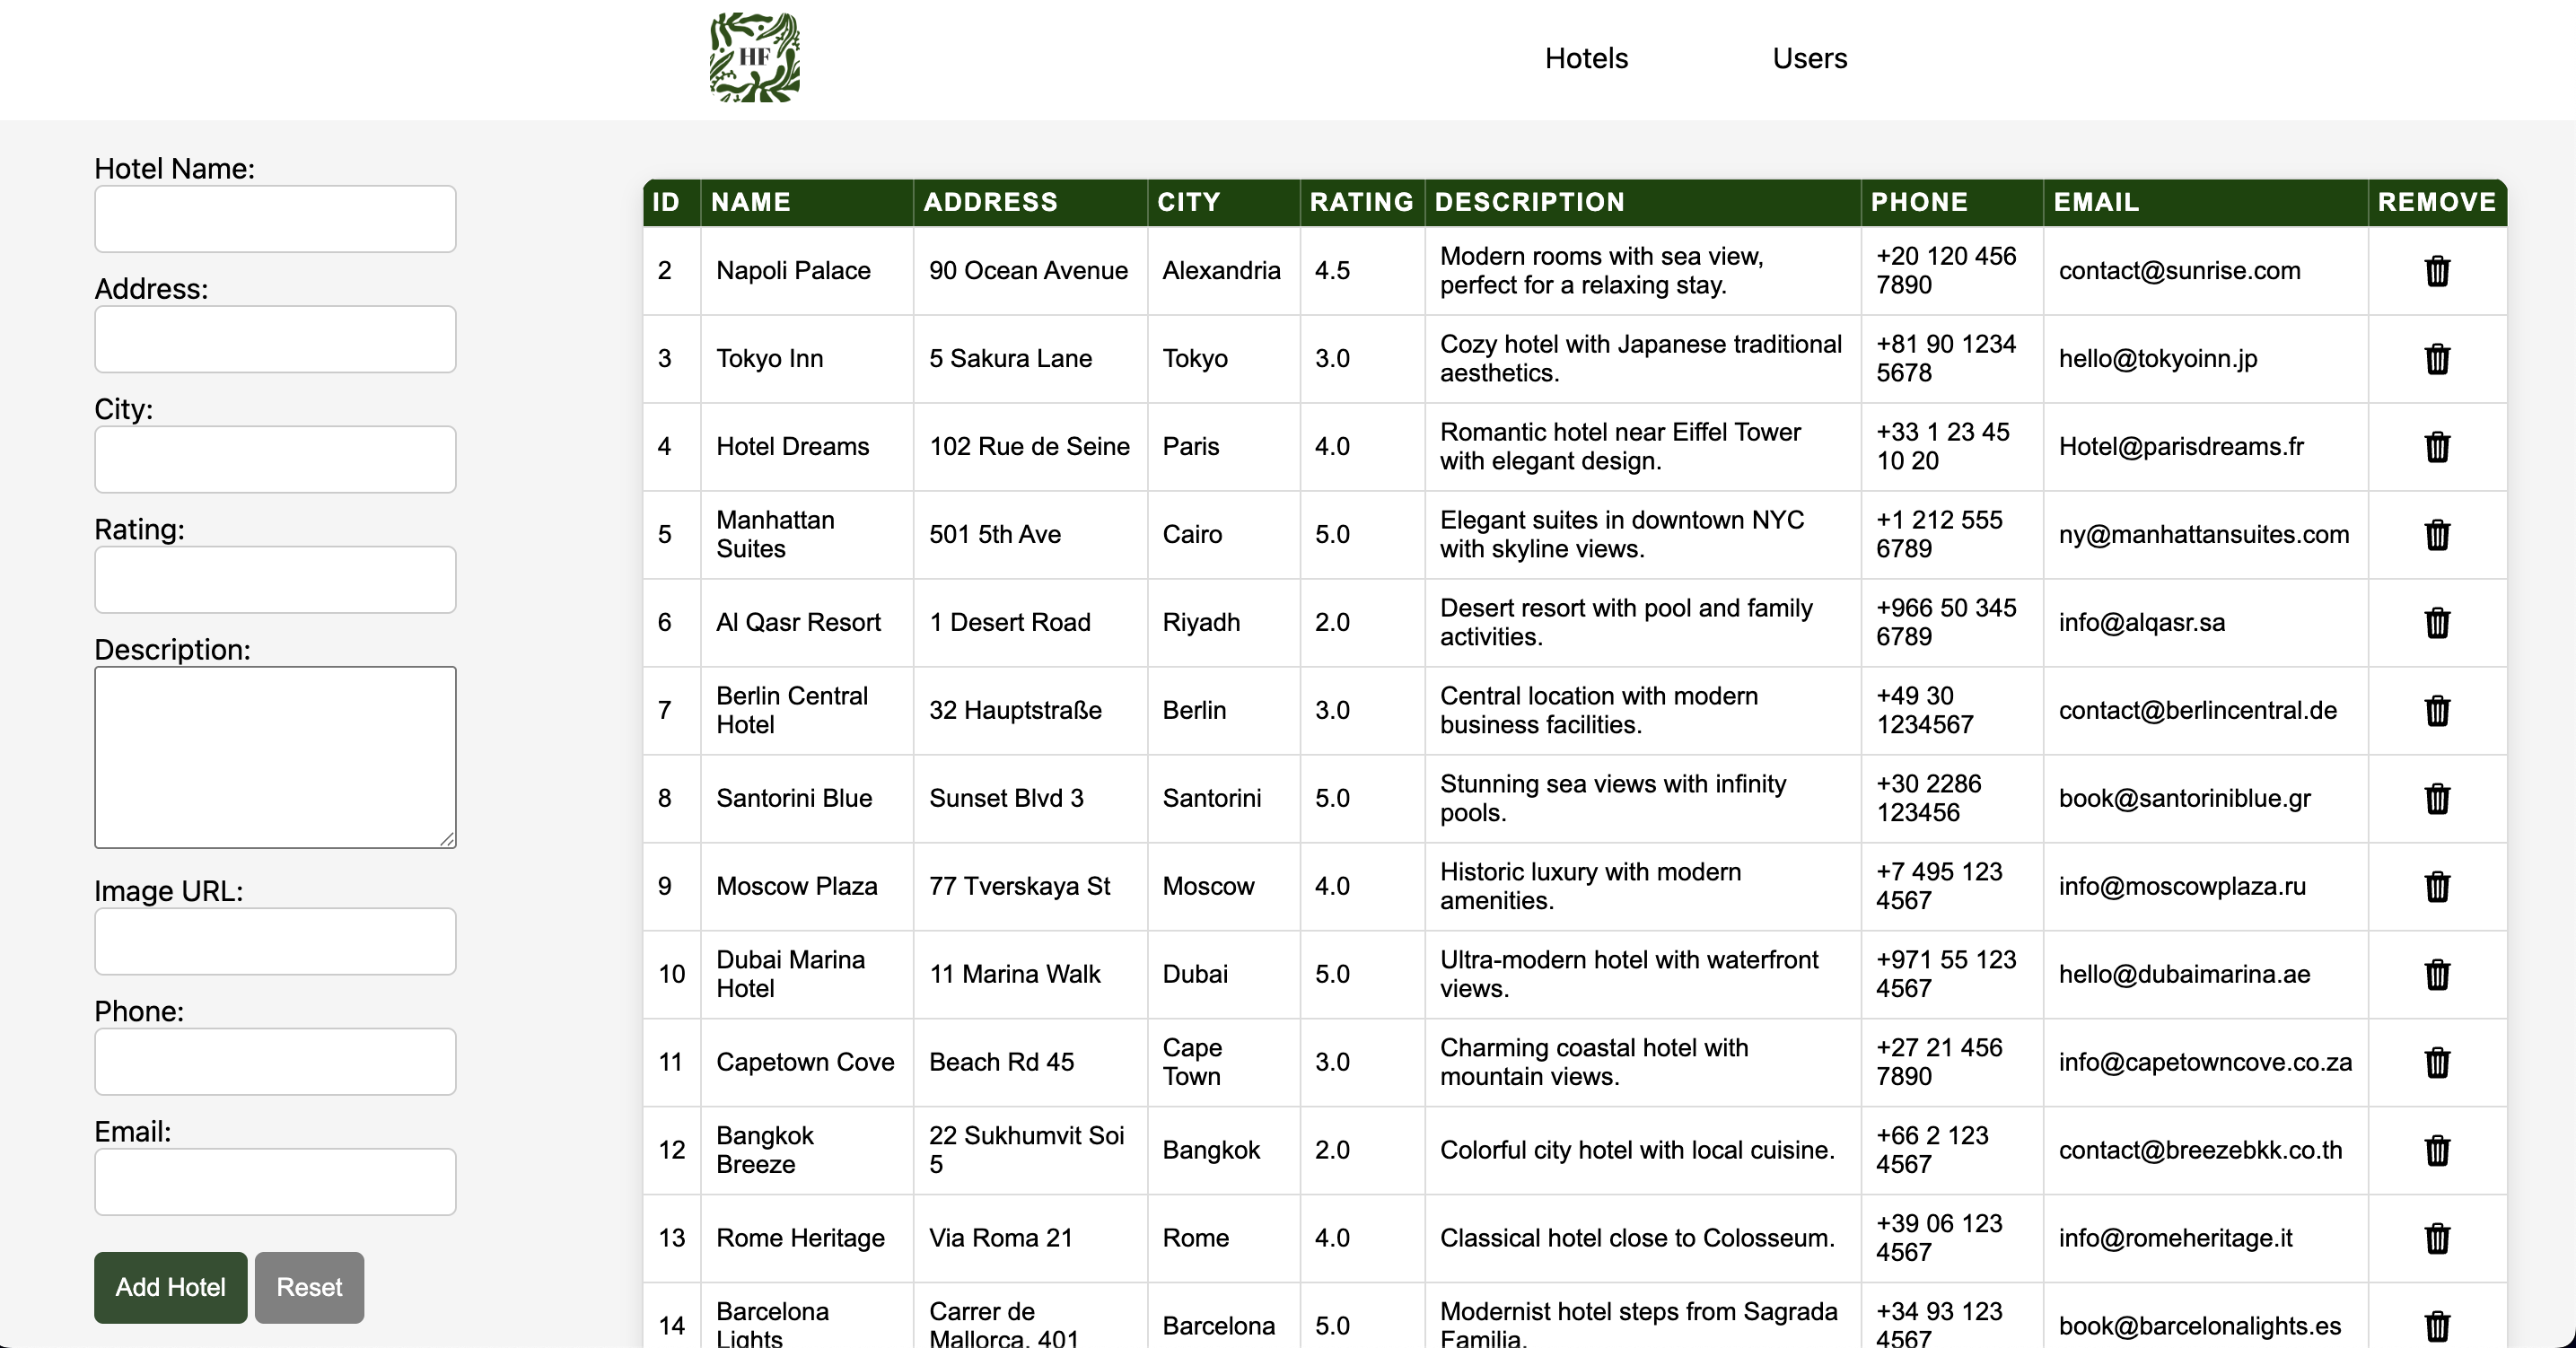 HF
Hotels Users
Hotel Name:
Address:
City:
Rating:
Description:
Image URL:
Phone:
Email:
Add Hotel Reset
ID NAME ADDRESS CITY RATING DESCRIPTION PHONE EMAIL REMOVE
2 Napoli Palace 90 Ocean Avenue Alexandria 4.5 Modern rooms with sea view, +20 120 456 contact@sunrise.com
perfect for a relaxing stay. 7890
3 Tokyo Inn 5 Sakura Lane Tokyo 3.0 Cozy hotel with Japanese traditional +81 90 1234 hello@tokyoinn.jp
aesthetics. 5678
4 Hotel Dreams 102 Rue de Seine Paris 4.0 Romantic hotel near Eiffel Tower +33 1 23 45 Hotel@parisdreams.fr
with elegant design. 10 20
5 Manhattan 501 5th Ave Cairo 5.0 Elegant suites in downtown NYC +1 212 555 ny@manhattansuites.com
Suites with skyline views. 6789
6 Al Qasr Resort 1 Desert Road Riyadh 2.0 Desert resort with pool and family +966 50 345 info@alqasr.sa
activities. 6789
7 Berlin Central 32 Hauptstraße Berlin 3.0 Central location with modern +49 30 contact@berlincentral.de
Hotel business facilities. 1234567
8 Santorini Blue Sunset Blvd 3 Santorini 5.0 Stunning sea views with infinity +30 2286 book@santoriniblue.gr
pools. 123456
9 Moscow Plaza 77 Tverskaya St Moscow 4.0 Historic luxury with modern +7 495 123 info@moscowplaza.ru
amenities. 4567
10 Dubai Marina 11 Marina Walk Dubai 5.0 Ultra-modern hotel with waterfront +971 55 123 hello@dubaimarina.ae
Hotel views. 4567
11 Capetown Cove Beach Rd 45 Cape 3.0 Charming coastal hotel with +27 21 456 info@capetowncove.co.za
Town mountain views. 7890
12 Bangkok 22 Sukhumvit Soi Bangkok 2.0 Colorful city hotel with local cuisine. +66 2 123 contact@breezebkk.co.th
Breeze 5 4567
13 Rome Heritage Via Roma 21 Rome 4.0 Classical hotel close to Colosseum. +39 06 123 info@romeheritage.it
4567
14 Barcelona Carrer de Barcelona 5.0 Modernist hotel steps from Sagrada +34 93 123 book@barcelonalights.es
Lights Mallorca, 401 Familia. 4567